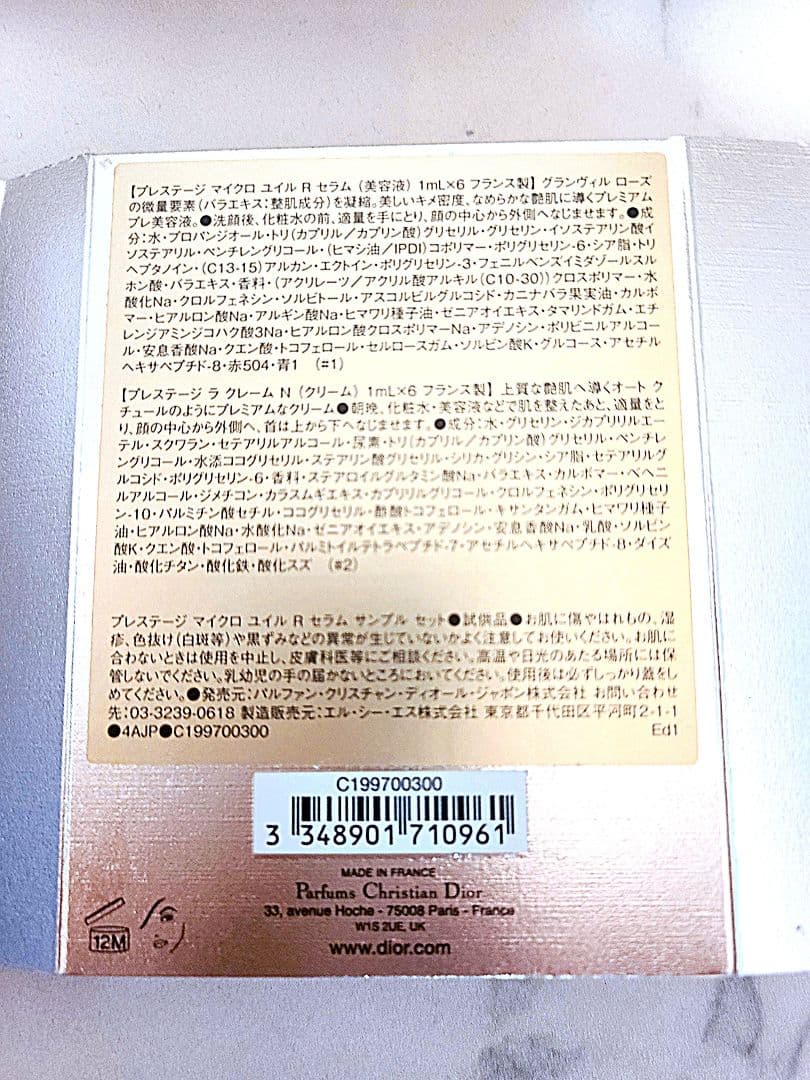 【プレステージ マイクロ ユイル R セラム (美容液) 1mL×6 フランス製】 グランヴィル ローズ
の微量要素(バラエキス:整肌成分)を凝縮。美しいキメ密度、なめらかな艶肌に導くプレミアム
プレ美容液。●洗顔後、化粧水の前、適量を手にとり、顔の中心から外側へなじませます。●成
分:水・プロパンジオール・トリ(カプリル/カプリン酸)グリセリル・グリセリン・イソステアリン酸イ
ソステアリル・ペンチレングリコール・(ヒマシ油/IPDI)コポリマー・ポリグリセリン-6・シア脂・トリ
ヘプタノイン・(C13-15)アルカン・エクトイン・ポリグリセリン-3・フェニルベンズイミダゾールスル
ホン酸・バラエキス・香料・(アクリレーツ/アクリル酸アルキル(C10-30))クロスポリマー・水
酸化Na・クロルフェネシン・ソルビトール・アスコルビルグルコシド・カニナバラ果実油・カルボ
マー・ヒアルロン酸Na・アルギン酸Na・ヒマワリ種子油・ゼニアオイエキス・タマリンドガム・エチ
レンジアミンジコハク酸3Na・ヒアルロン酸クロスポリマーNa・アデノシン・ポリビニルアルコー
ル・安息香酸Na・クエン酸・トコフェロール・セルロースガム・ソルビン酸K・グルコース・アセチル
ヘキサペプチド-8・赤504・青1 (#1)
【プレステージ ラ クレーム N (クリーム) 1mL×6 フランス製】 上質な艶肌へ導くオート ク
チュールのようにプレミアムなクリーム●朝晩、化粧水・美容液などで肌を整えたあと、適量をと
り、顔の中心から外側へ、首は上から下へなじませます。●成分:水・グリセリン・ジカプリリルエー
テル・スクワラン・セテアリルアルコール・尿素・トリ(カプリル/カプリン酸)グリセリル・ペンチレ
ングリコール・水添ココグリセリル・ステアリン酸グリセリル・シリカ・グリシン・シア脂・セテアリルグ
ルコシド・ポリグリセリン-6・香料・ステアロイルグルタミン酸Na・バラエキス・カルボマー・ベヘニ
ルアルコール・ジメチコン・カラスムギエキス・カプリリルグリコール・クロルフェネシン・ポリグリセリ
ン-10・パルミチン酸セチル・ココグリセリル・酢酸トコフェロール・キサンタンガム・ヒマワリ種子
油・ヒアルロン酸Na・水酸化Na・ゼニアオイエキス・アデノシン・安息香酸Na・乳酸・ソルビン
酸K・クエン酸・トコフェロール・パルミトイルテトラペプチド-7・アセチルヘキサペプチド-8・ダイズ
油・酸化チタン・酸化鉄・酸化スズ (#2)
プレステージ マイクロ ユイル R セラム サンプル セット●試供品●お肌に傷やはれもの、湿
疹、色抜け(白斑等)や黒ずみなどの異常が生じていないかよく注意してお使いください。お肌に
合わないときは使用を中止し、皮膚科医等にご相談ください。高温や日光のあたる場所には保
管しないでください。乳幼児の手の届かないところにおいてください。使用後は必ずしっかり蓋をし
めてください。●発売元:パルファン・クリスチャン・ディオール・ジャポン株式会社 お問い合わせ
先:03-3239-0618 製造販売元:エル・シー・エス株式会社 東京都千代田区平河町2-1-1
●4AJP●C199700300 Ed1
C199700300
3 348901 710961
MADE IN FRANCE
Parfums Christian Dior
33, avenue Hoche - 75008 Paris - France
W1S 2UE, UK
www.dior.com
12M